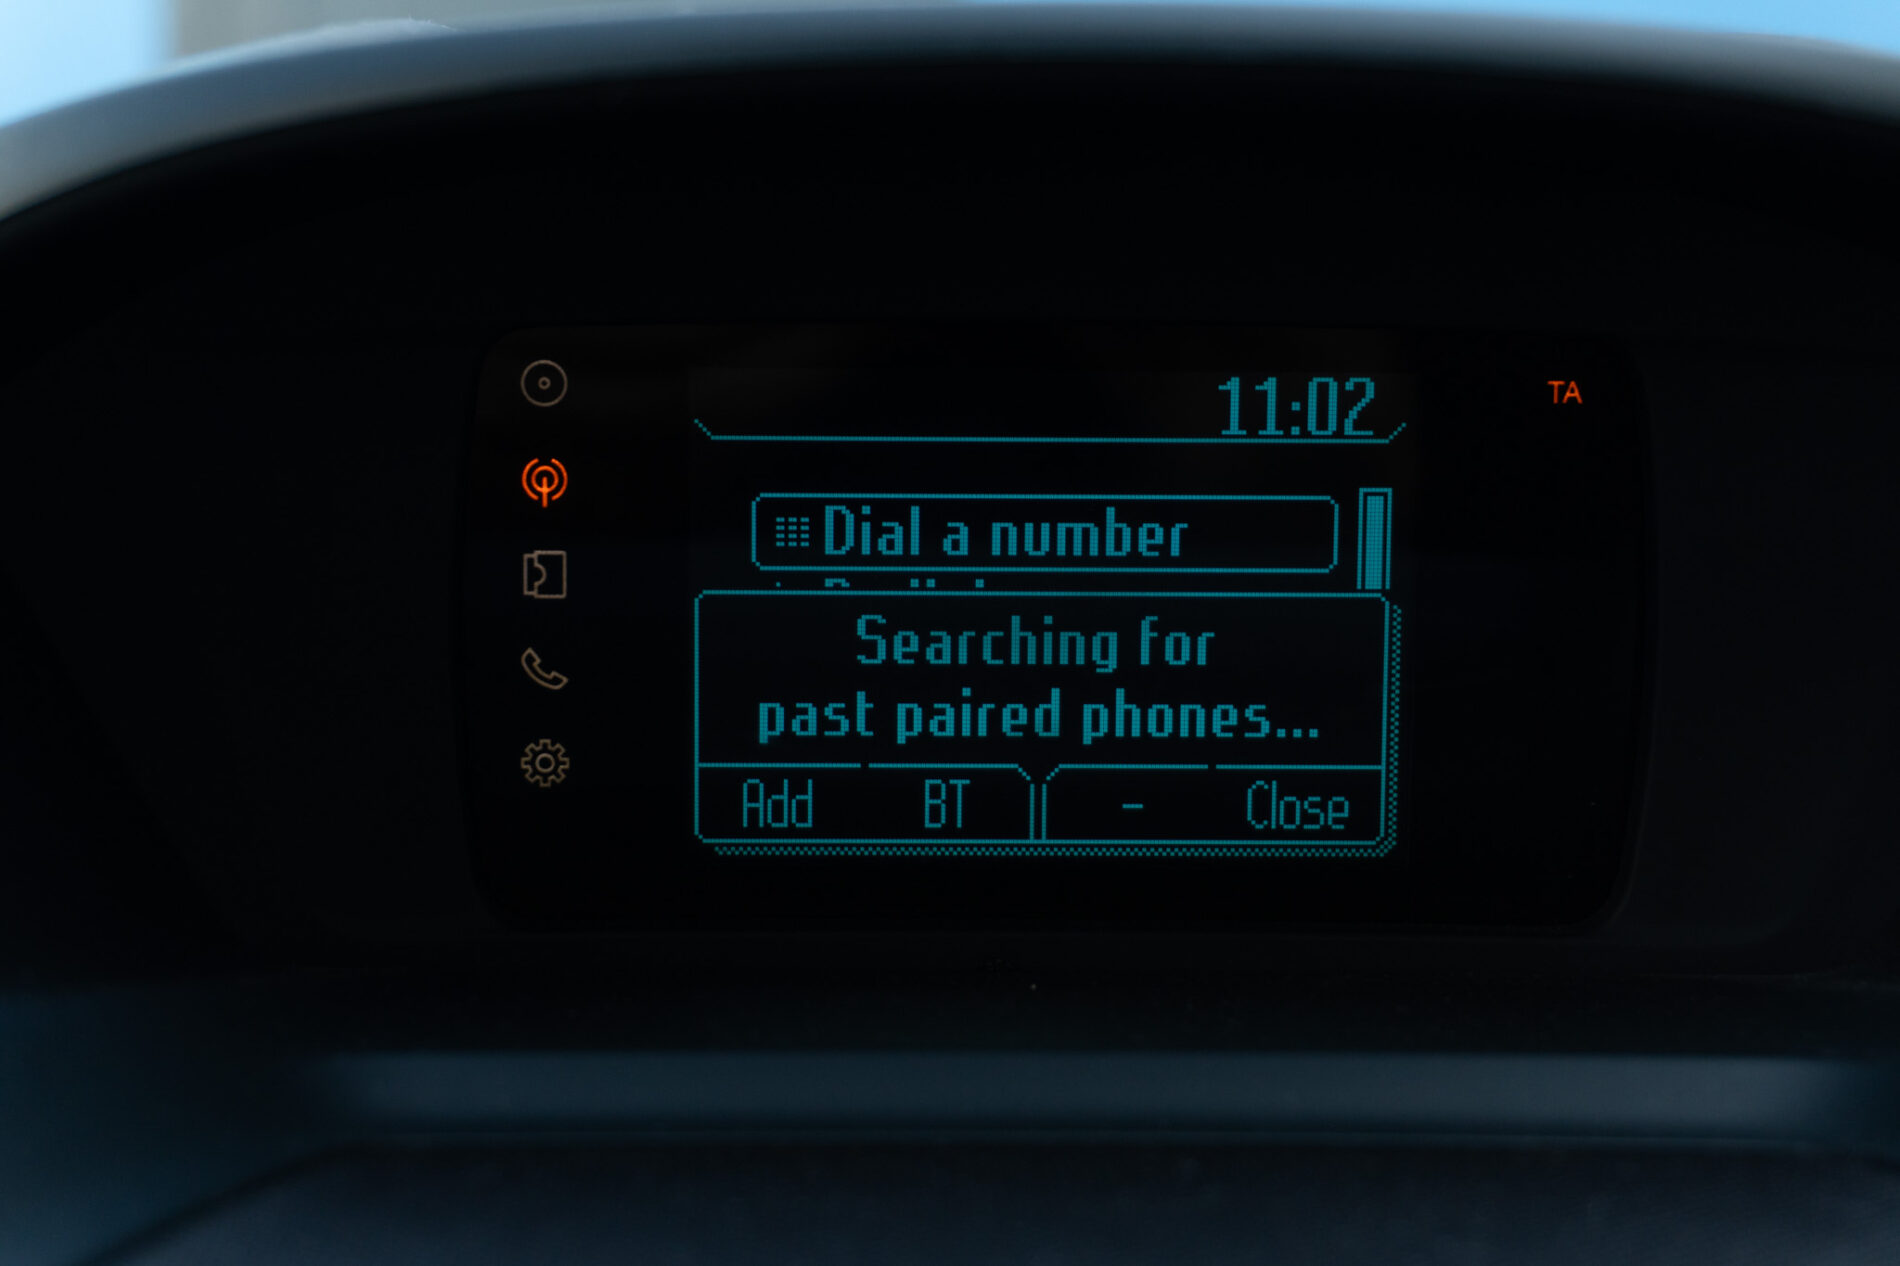 11:02
TA
Dial a number
Searching for
past paired phones...
Add BT - Close